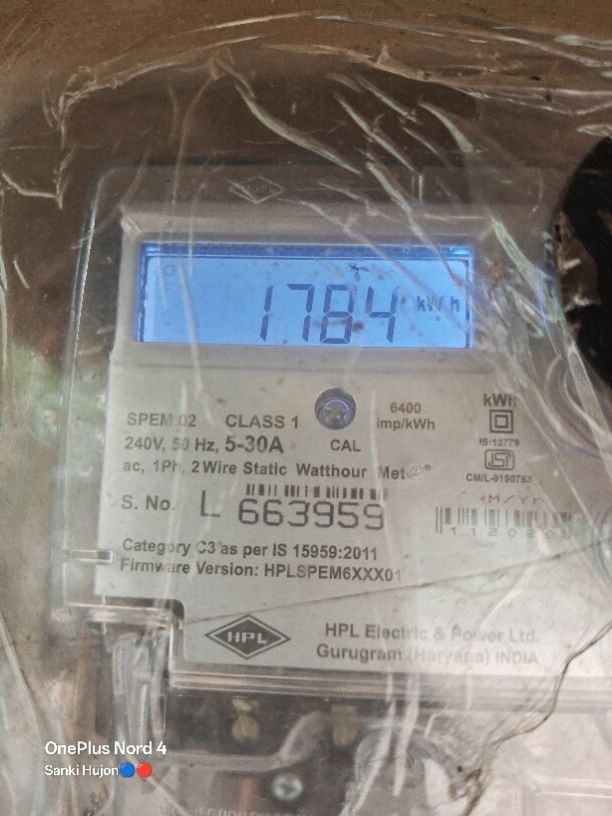 1784 kWh
SPEM 02 CLASS 1
6400
imp/kWh
kWh
240V, 50 Hz, 5-30A
CAL
IS:13779
ac, 1Ph, 2 Wire Static Watthour
CM/L-9190783
M/Yr
S. No. L 663959
Category C3 as per IS 15959:2011
Firmware Version: HPLSPEM6XXX01
HPL
HPL Electric & Power Ltd.
Gurugram (Haryana) INDIA
OnePlus Nord 4
Sanki Hujon🔵🔴